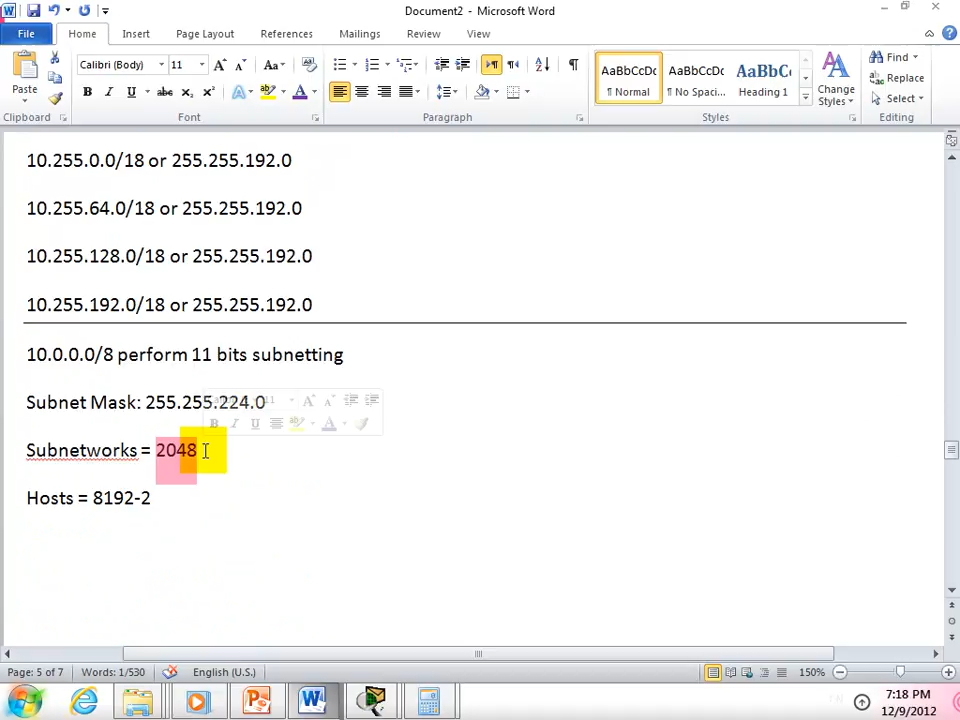 Document2 - Microsoft Word
File
Home
Insert
Page Layout
References
Mailings
Review
View
Paste
Clipboard
Calibri (Body)
11
Font
Paragraph
AaBbCcDc
¶ Normal
AaBbCcDc
¶ No Spaci...
AaBbCc
Heading 1
Change
Styles
Styles
Find
Replace
Select
Editing
10.255.0.0/18 or 255.255.192.0
10.255.64.0/18 or 255.255.192.0
10.255.128.0/18 or 255.255.192.0
10.255.192.0/18 or 255.255.192.0
10.0.0.0/8 perform 11 bits subnetting
Subnet Mask: 255.255.224.0
Subnetworks = 2048
Hosts = 8192-2
Page: 5 of 7
Words: 1/530
English (U.S.)
150%
7:18 PM
12/9/2012